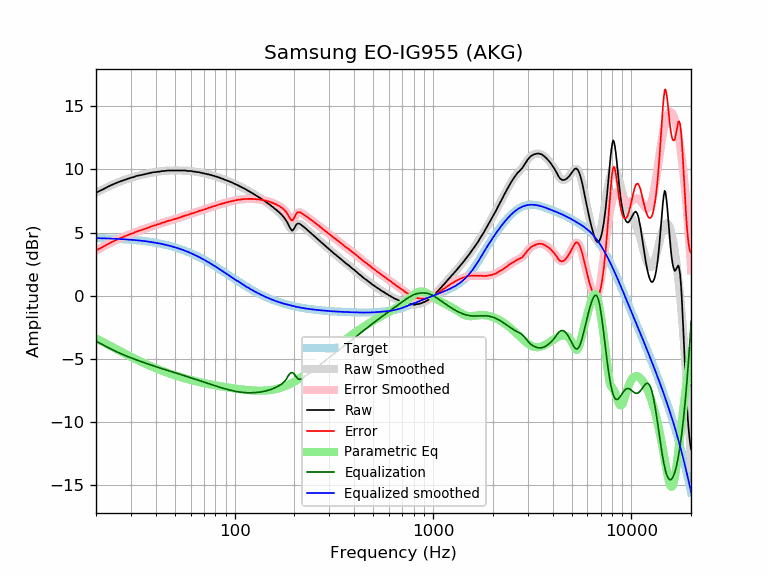 Samsung EO-IG955 (AKG)
Amplitude (dBr)
15
10
5
0
−5
−10
−15
Target
Raw Smoothed
Error Smoothed
Raw
Error
Parametric Eq
Equalization
Equalized smoothed
100
1000
10000
Frequency (Hz)